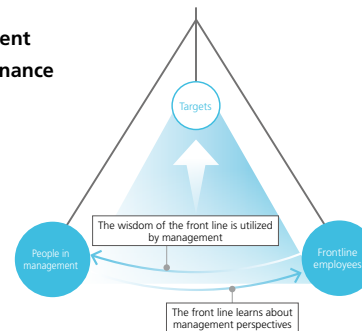 ent
nance
Targets
The wisdom of the front line is utilized
by management
People in
management
Frontline
employees
The front line learns about
management perspectives